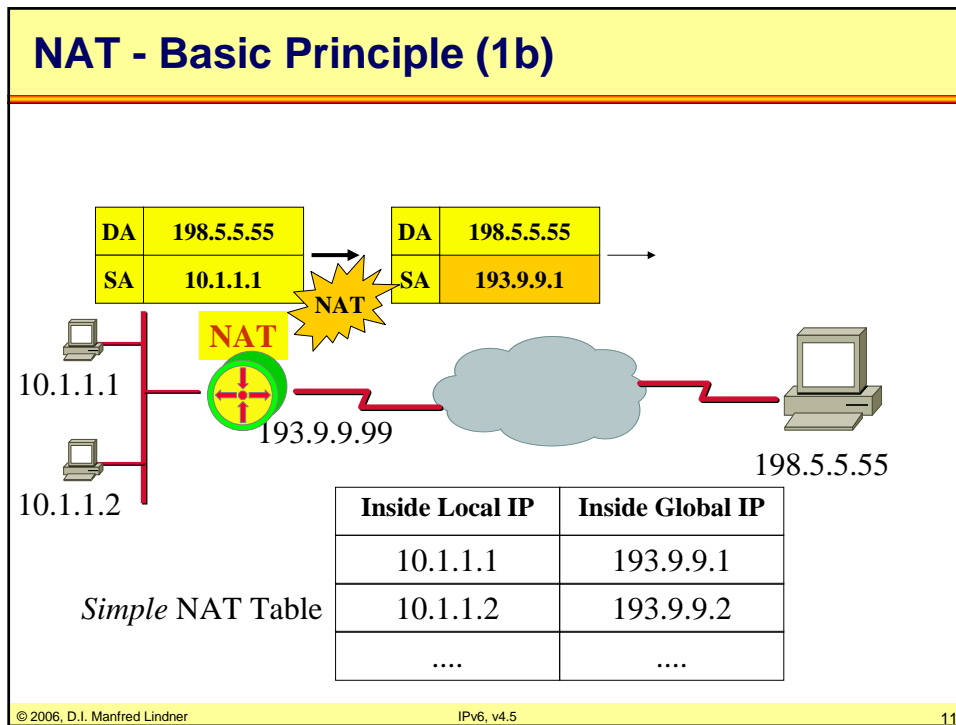 NAT - Basic Principle (1b)
DA 198.5.5.55
SA 10.1.1.1
NAT
DA 198.5.5.55
SA 193.9.9.1
NAT
10.1.1.1
193.9.9.99
10.1.1.2
198.5.5.55
Simple NAT Table
Inside Local IP Inside Global IP
10.1.1.1 193.9.9.1
10.1.1.2 193.9.9.2
.... ....
© 2006, D.I. Manfred Lindner IPv6, v4.5 11